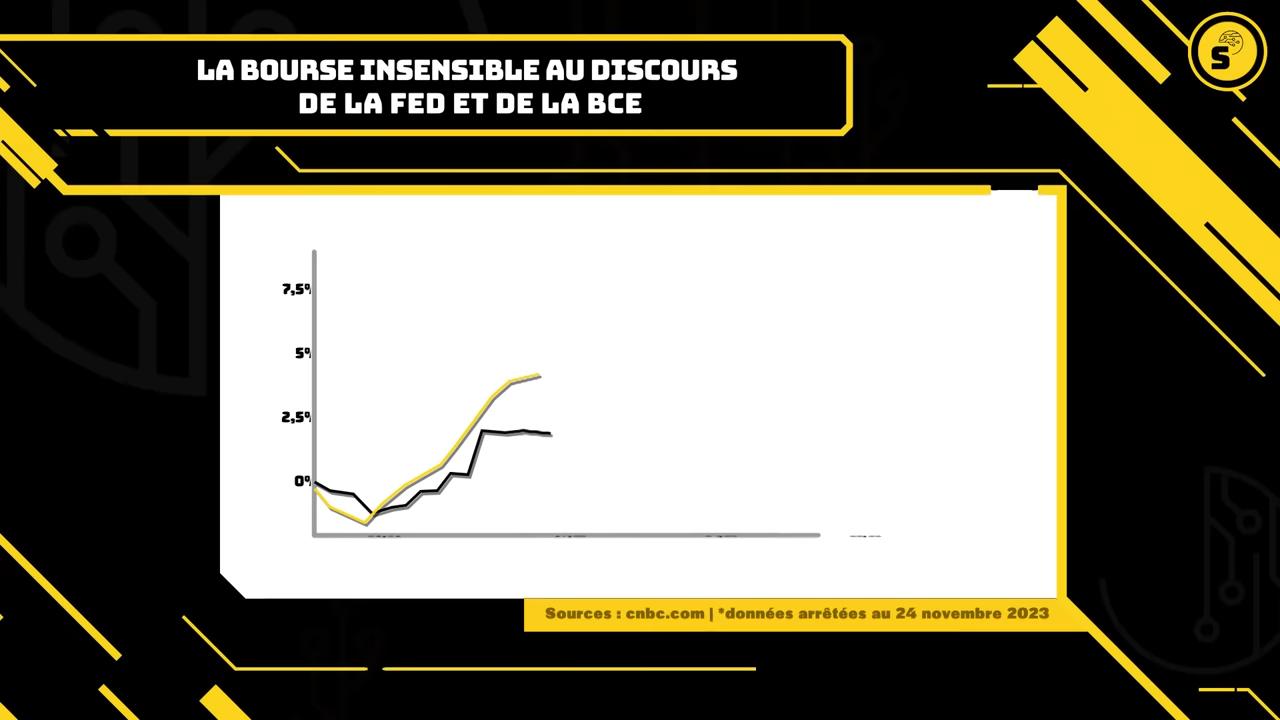 LA BOURSE INSENSIBLE AU DISCOURS
DE LA FED ET DE LA BCE
S
7,5%
5%
2,5%
0%
Sources : cnbc.com | *données arrêtées au 24 novembre 2023